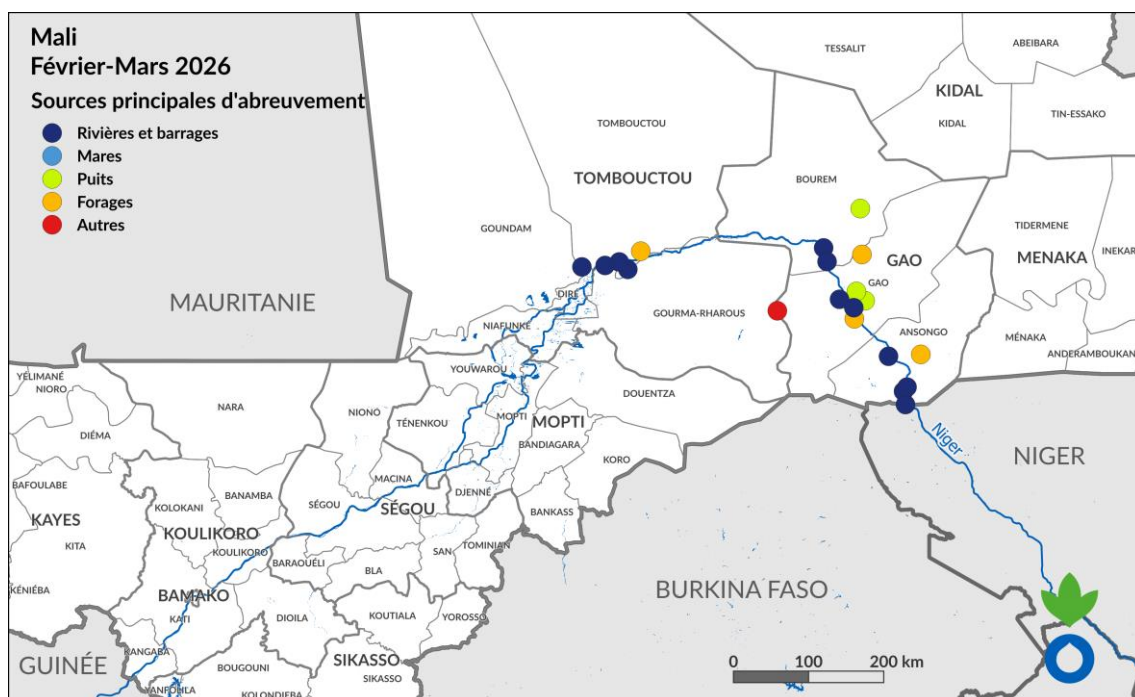 Mali
Février-Mars 2026
Sources principales d'abreuvement
Rivières et barrages
Mares
Puits
Forages
Autres
TESSALIT
ABEIBARA
KIDAL
KIDAL
TIN-ESSAKO
TOMBOUCTOU
TOMBOUCTOU
BOUREM
GOUNDAM
TIDERMENE
MENAKA
INEKAR
GAO
GAO
MAURITANIE
DIRE
NIAFUNKE
GOURMA-RHAROUS
ANSONGO
MÉNAKA
ANDERAMBOUKAN
YÉLIMANÉ
NIORO
YOUWAROU
NARA
NIONO
TÉNENKOU
MOPTI
MOPTI
DOUENTZA
DIÉMA
BANDIAGARA
KORO
Niger
NIGER
BAFOULABE
MACINA
BANAMBA
SÉGOU
DJENNÉ
KOLOKANI
SÉGOU
BANKASS
KAYES
KOULIKORO
KITA
KOULIKORO
SAN
TOMINIAN
BARAOUÉLI
BLA
KÉNIÉBA
BAMAKO
BURKINA FASO
KATI
DIOILA
KOUTIALA
YOROSSO
KANGABA
GUINÉE
BOUGOUNI
SIKASSO
SIKASSO
YANFOLILA
KOLONDIEBA
0 100 200 km